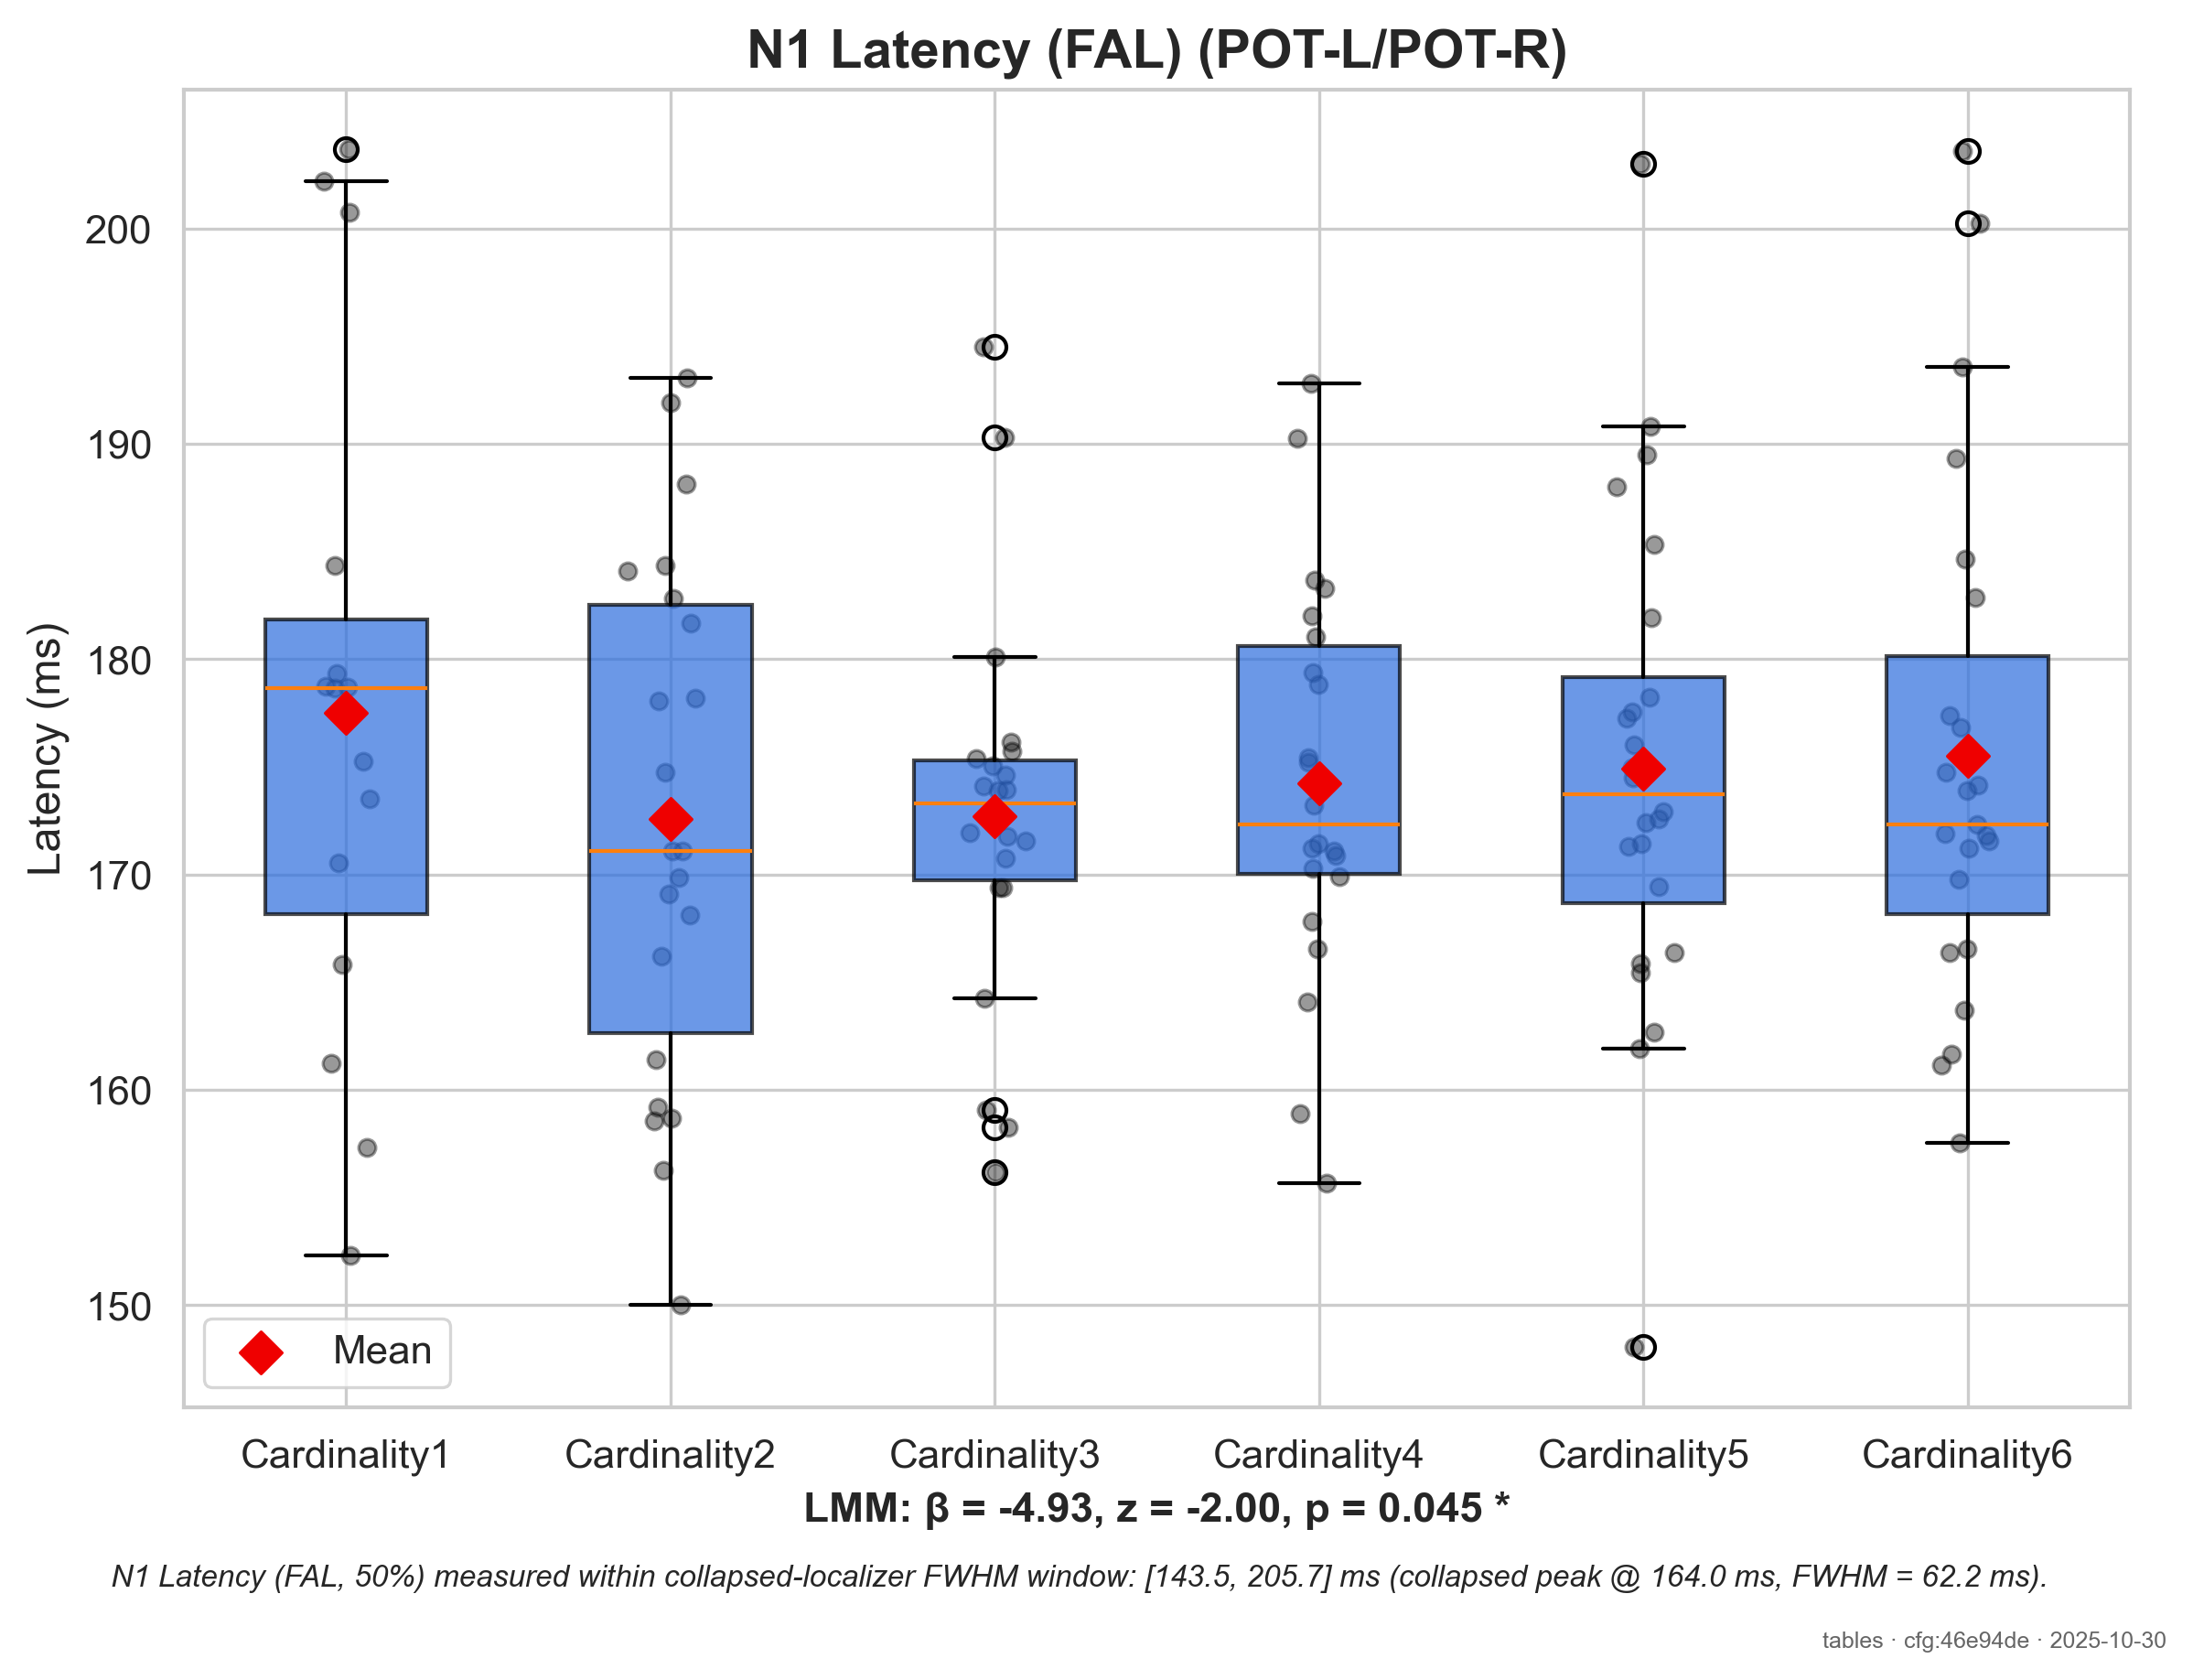 N1 Latency (FAL) (POT-L/POT-R)
Latency (ms)
200
190
180
170
160
150
Mean
Cardinality1 Cardinality2 Cardinality3 Cardinality4 Cardinality5 Cardinality6
LMM: β = -4.93, z = -2.00, p = 0.045 *
N1 Latency (FAL, 50%) measured within collapsed-localizer FWHM window: [143.5, 205.7] ms (collapsed peak @ 164.0 ms, FWHM = 62.2 ms).
tables · cfg:46e94de · 2025-10-30